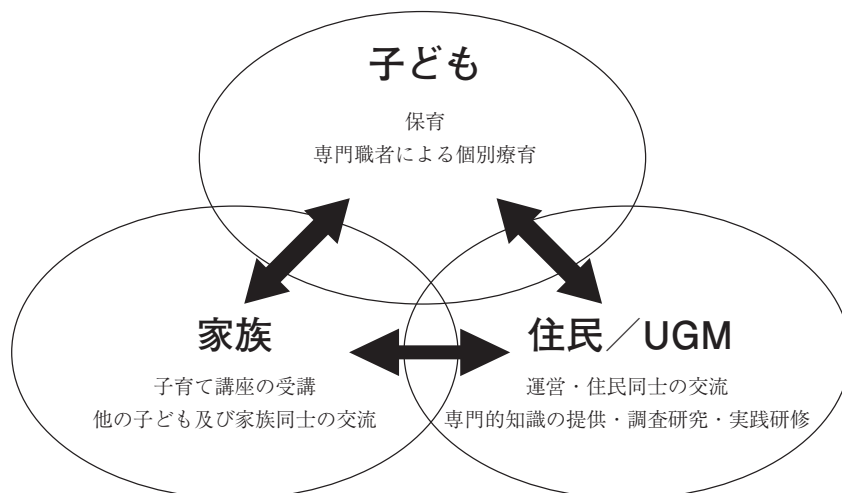 子ども
保育
専門職者による個別療育
家族
子育て講座の受講
他の子ども及び家族同士の交流
住民／UGM
運営・住民同士の交流
専門的知識の提供・調査研究・実践研修